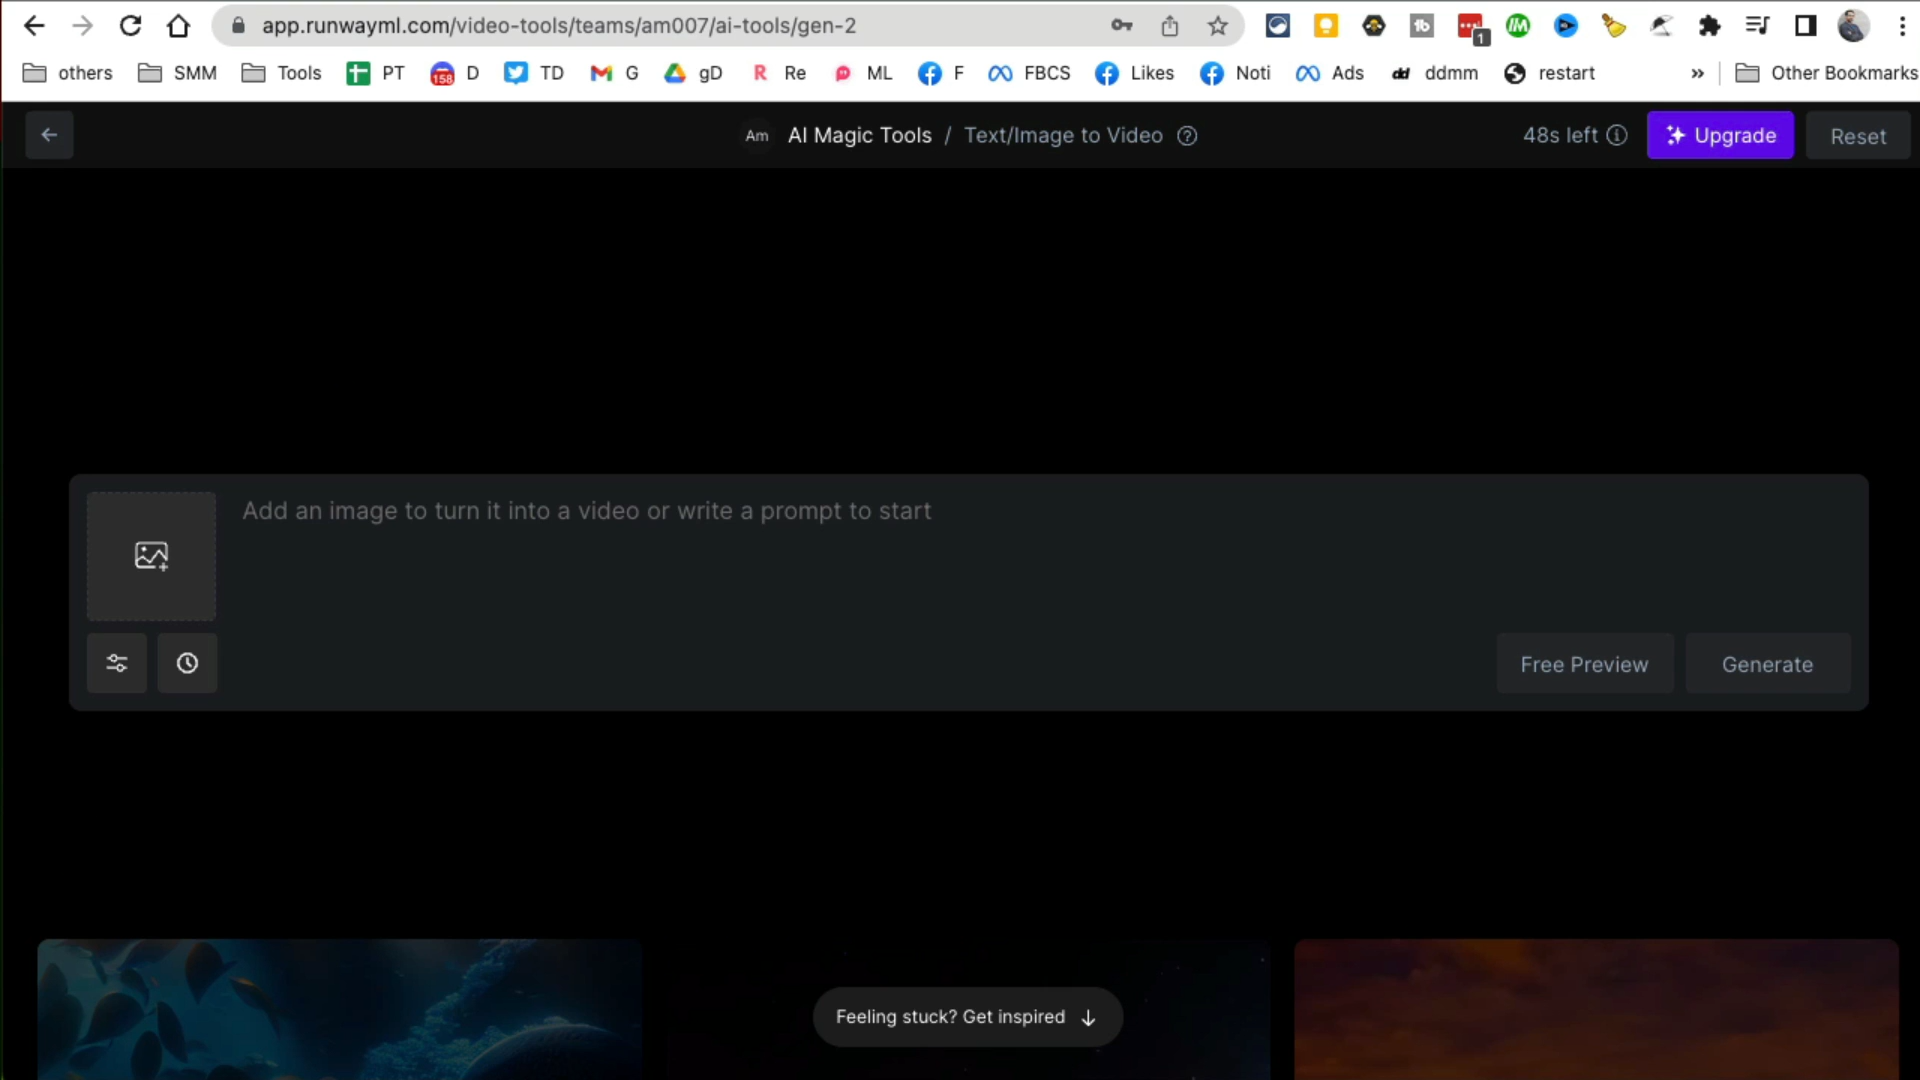 app.runwayml.com/video-tools/teams/am007/ai-tools/gen-2
1
others SMM Tools PT 158 D TD G gD R Re ML F FBCS Likes Noti Ads dd ddmm restart » Other Bookmarks
Am AI Magic Tools / Text/Image to Video ? 48s left Upgrade Reset
Add an image to turn it into a video or write a prompt to start
Free Preview Generate
Feeling stuck? Get inspired ↓